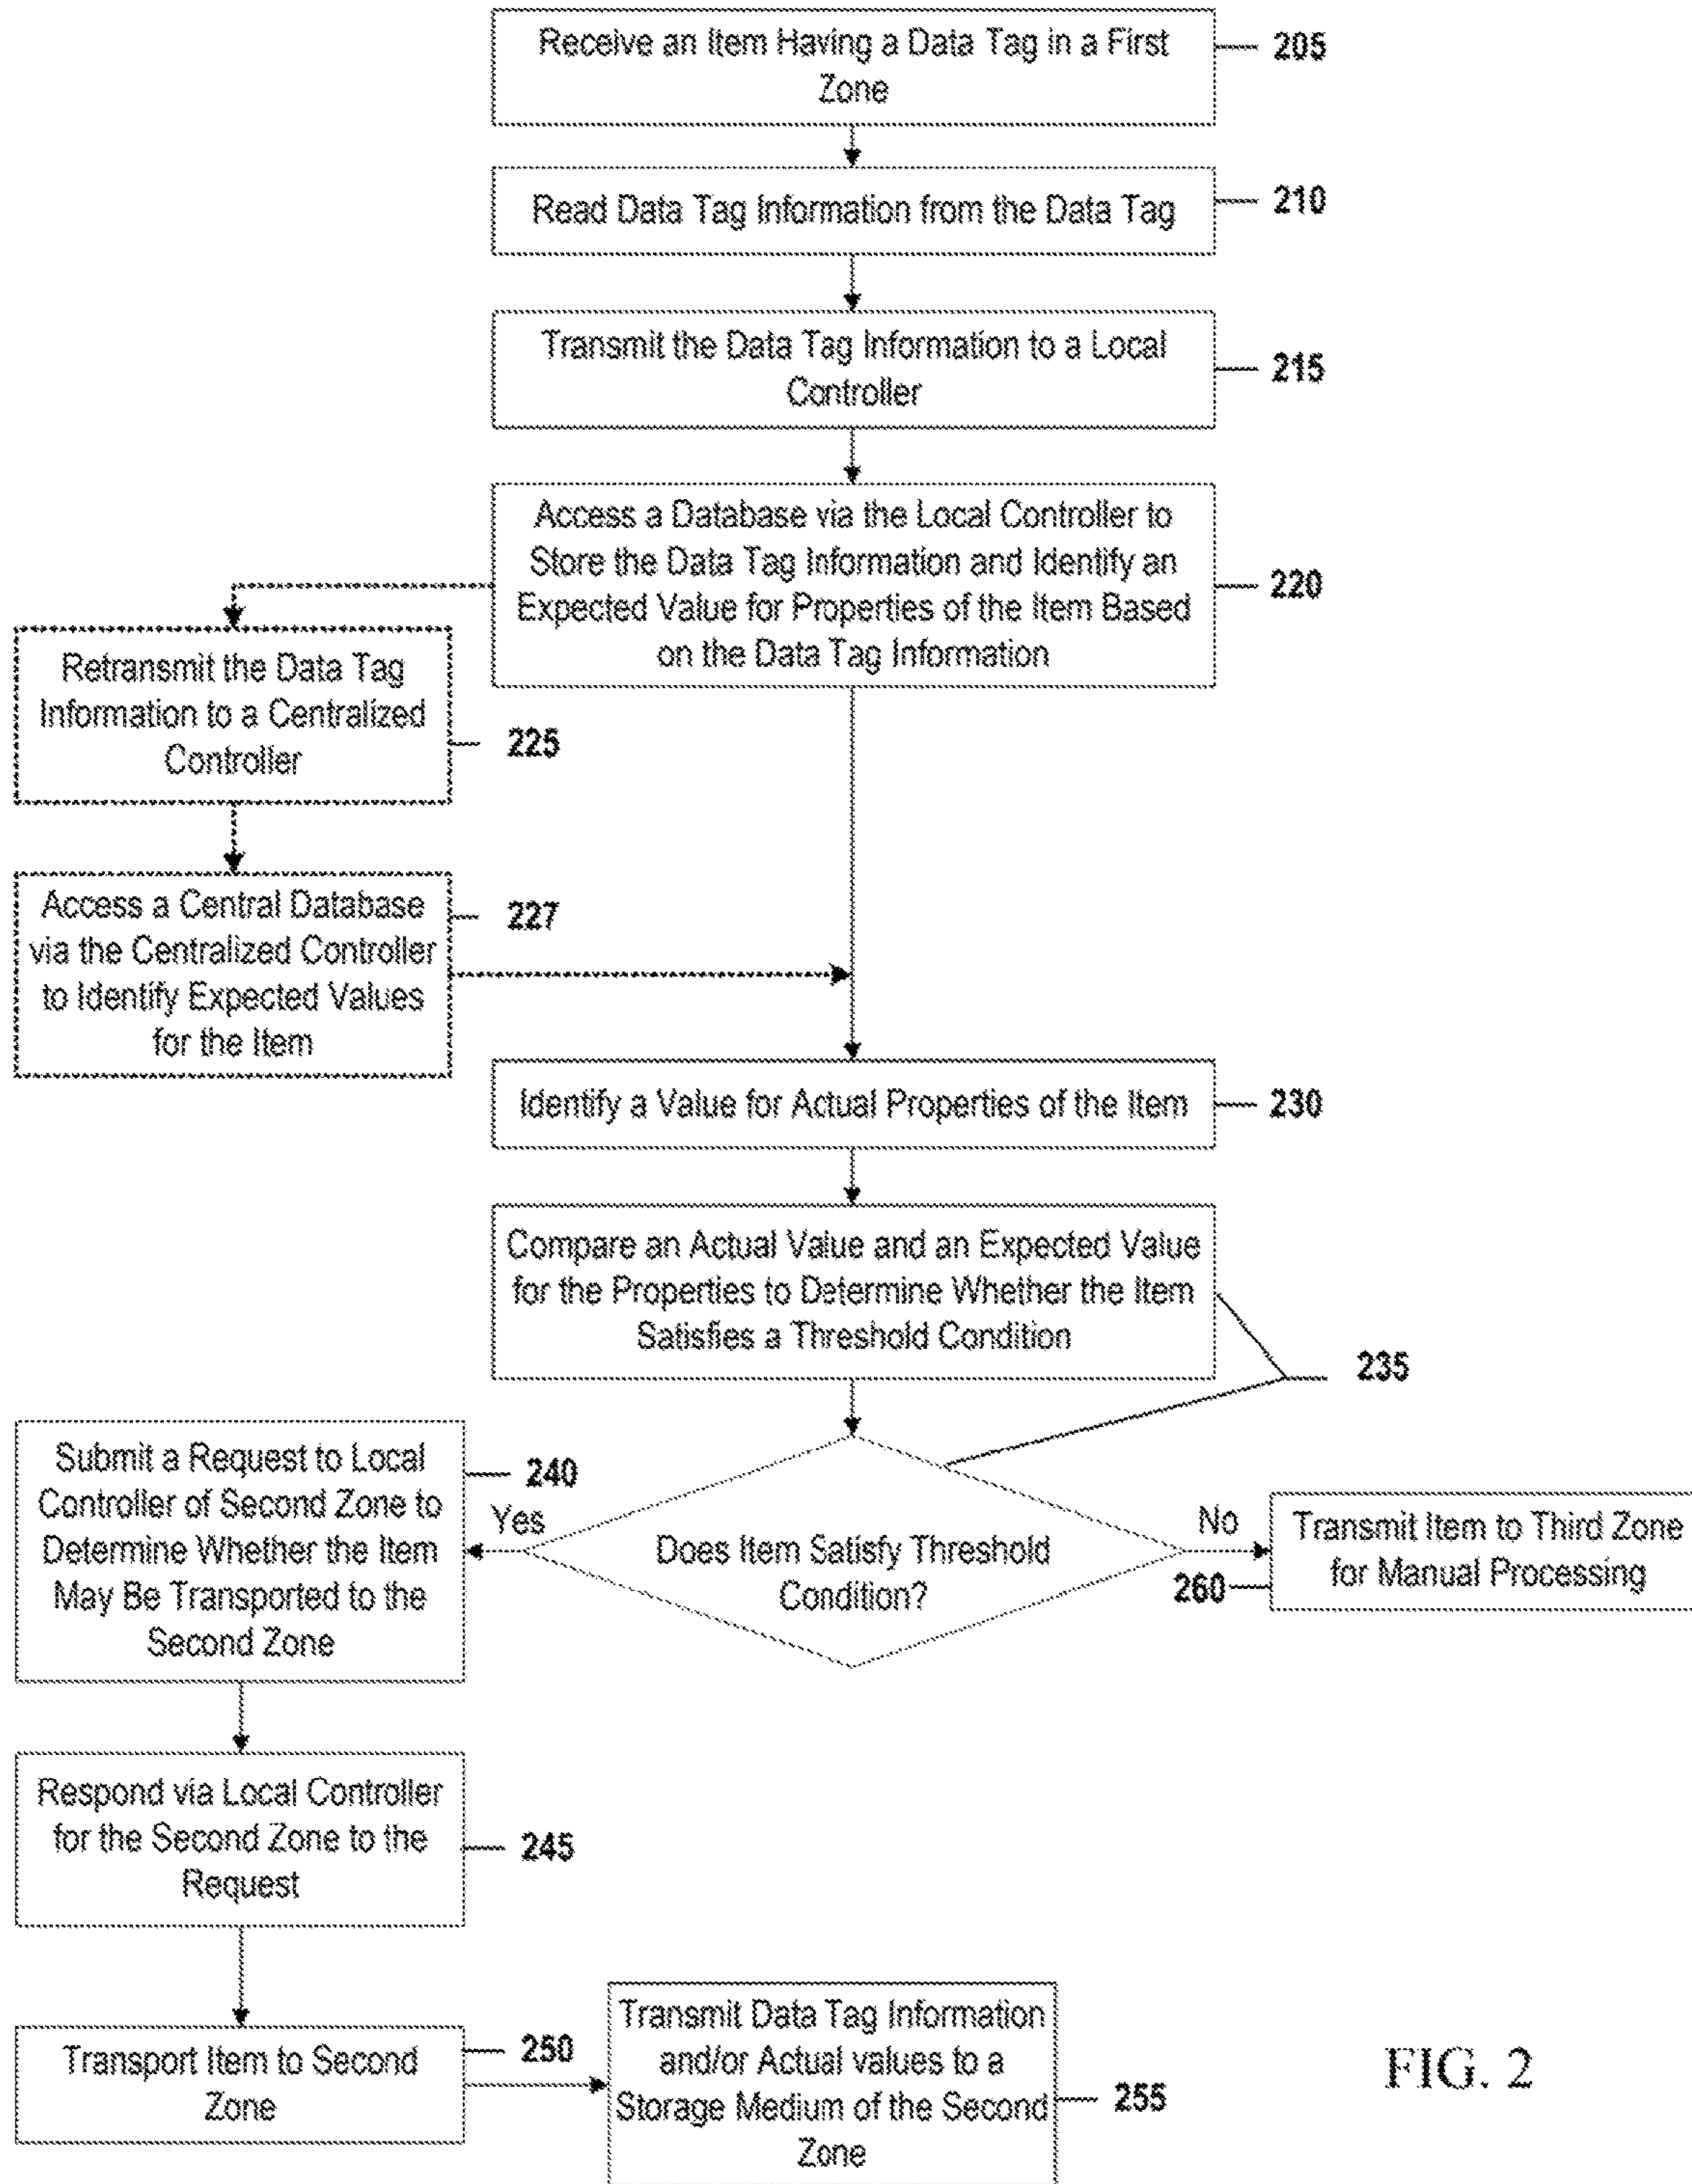 Receive an Item Having a Data Tag in a First
Zone
205
Read Data Tag Information from the Data Tag
210
Transmit the Data Tag Information to a Local
Controller
215
Access a Database via the Local Controller to
Store the Data Tag Information and Identify an
Expected Value for Properties of the Item Based
on the Data Tag Information
220
Retransmit the Data Tag
Information to a Centralized
Controller
225
Access a Central Database
via the Centralized Controller
to Identify Expected Values
for the Item
227
Identify a Value for Actual Properties of the Item
230
Compare an Actual Value and an Expected Value
for the Properties to Determine Whether the Item
Satisfies a Threshold Condition
235
Submit a Request to Local
Controller of Second Zone to
Determine Whether the Item
May Be Transported to the
Second Zone
240
Yes
Does Item Satisfy Threshold
Condition?
No
260
Transmit Item to Third Zone
for Manual Processing
Respond via Local Controller
for the Second Zone to the
Request
245
Transport Item to Second
Zone
250
Transmit Data Tag Information
and/or Actual values to a
Storage Medium of the Second
Zone
255
FIG. 2